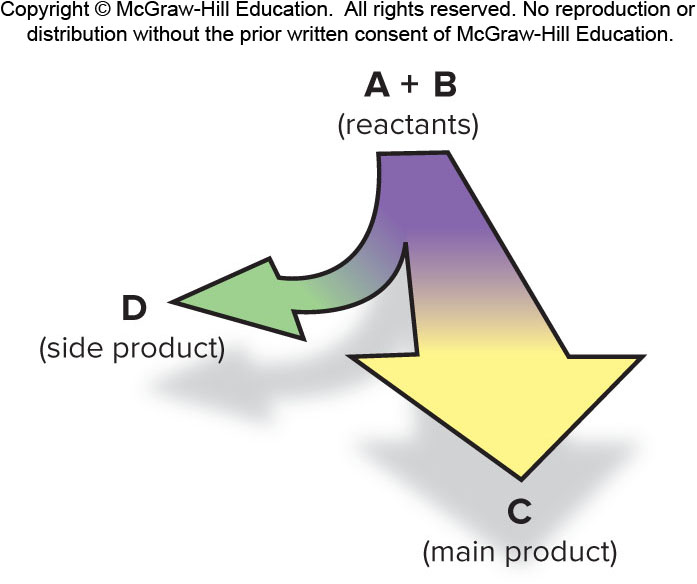 Copyright © McGraw-Hill Education.  All rights reserved. No reproduction or
distribution without the prior written consent of McGraw-Hill Education.
A + B
(reactants)
D
(side product)
C
(main product)